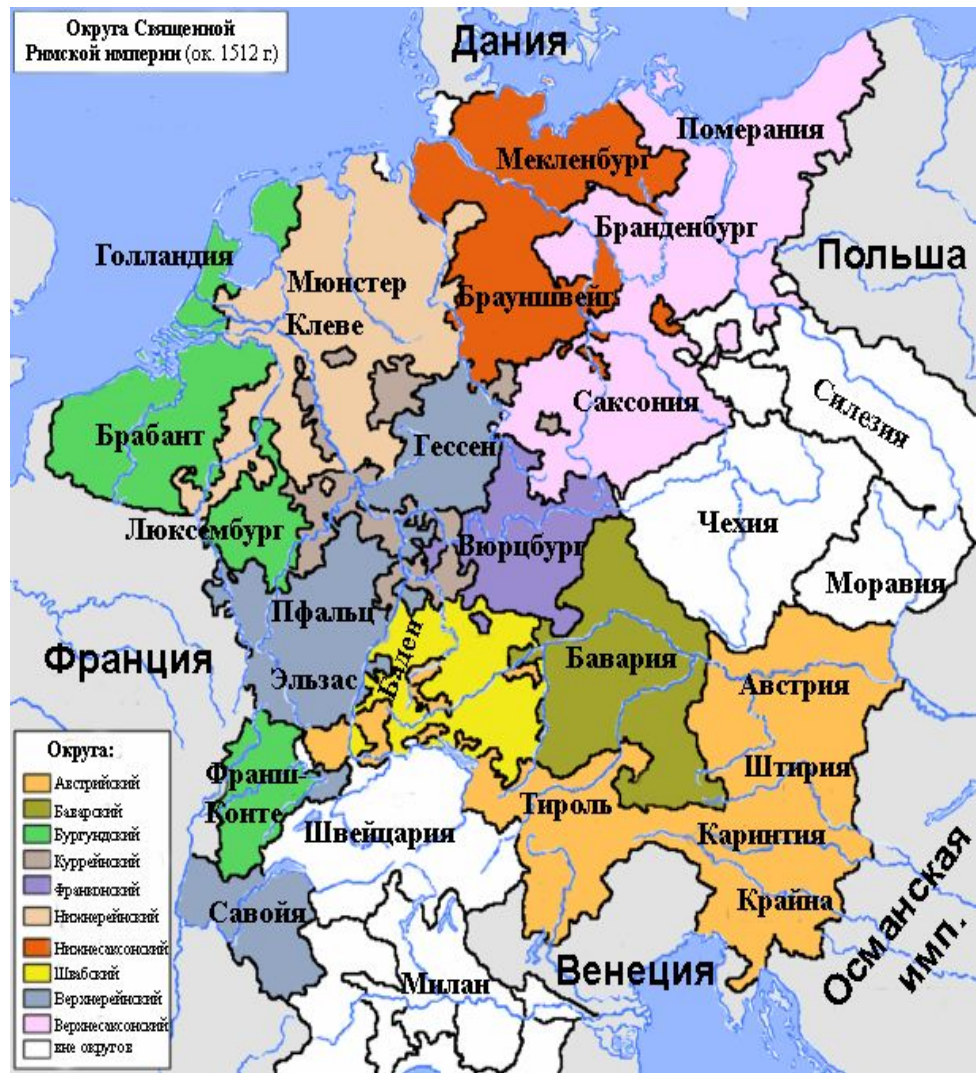 Округа Священной
Римской империи (ок. 1512 г.)
Дания
Померания
Мекленбург
Бранденбург
Голландия
Польша
Мюнстер
Брауншвейг
Клеве
Саксония
Силезия
Брабант
Гессен
Чехия
Люксембург
Вюрцбург
Моравия
Пфальц
Франция
Баден
Эльзас
Бавария
Австрия
Франш-
Конте
Штирия
Тироль
Швейцария
Каринтия
Савойя
Крайна
Османская
имп.
Венеция
Милан
Округа:
Австрийский
Баварский
Бургундский
Куррейнский
Франконский
Нижнерейнский
Нижнесаксонский
Швабский
Верхнерейнский
Верхнесаксонский
вне округов